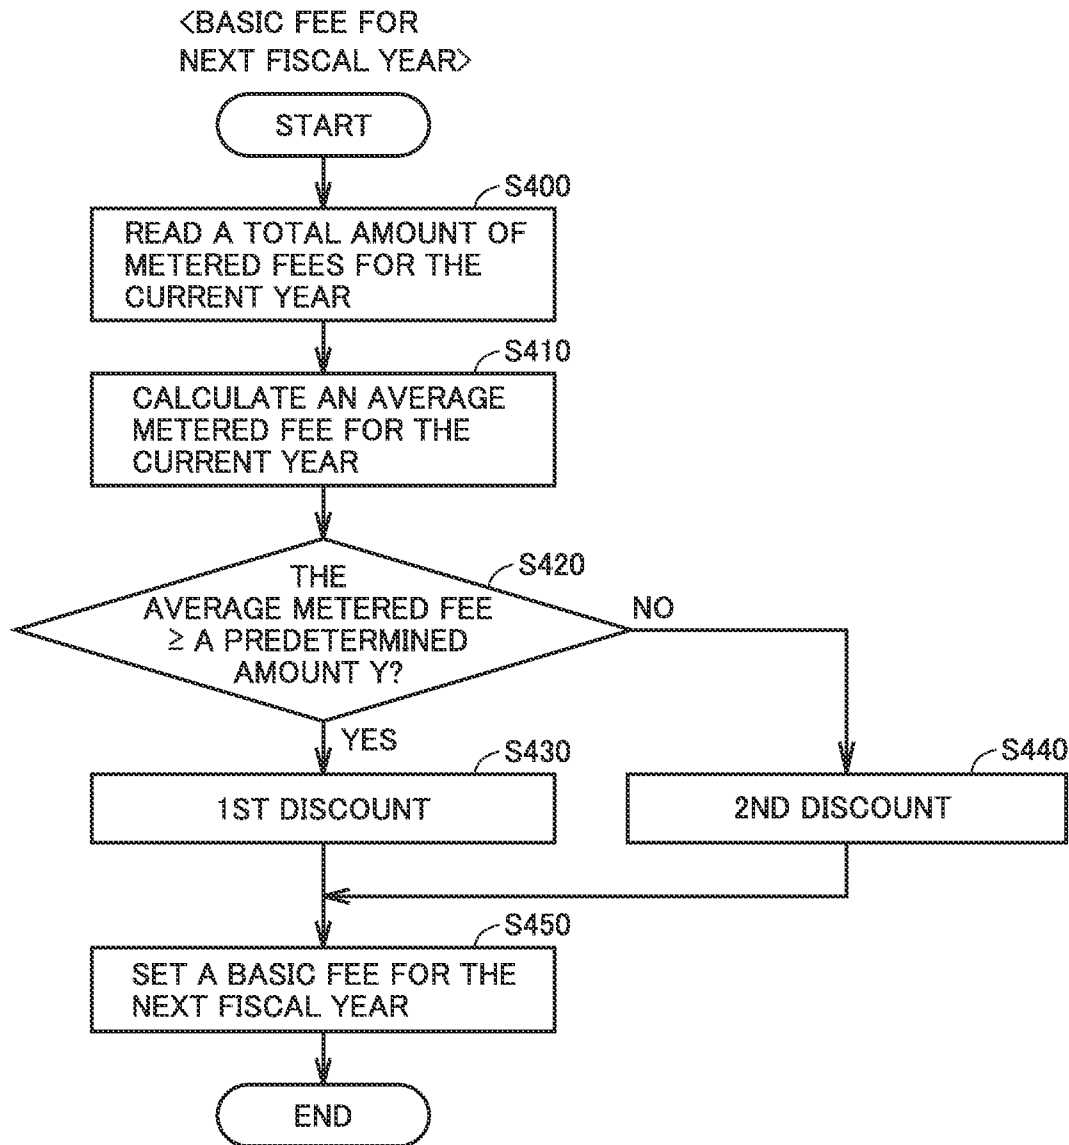 <BASIC FEE FOR
NEXT FISCAL YEAR>
START
S400
READ A TOTAL AMOUNT OF
METERED FEES FOR THE
CURRENT YEAR
S410
CALCULATE AN AVERAGE
METERED FEE FOR THE
CURRENT YEAR
S420
THE
AVERAGE METERED FEE
≥ A PREDETERMINED
AMOUNT Y?
NO
YES
S430
1ST DISCOUNT
S440
2ND DISCOUNT
S450
SET A BASIC FEE FOR THE
NEXT FISCAL YEAR
END